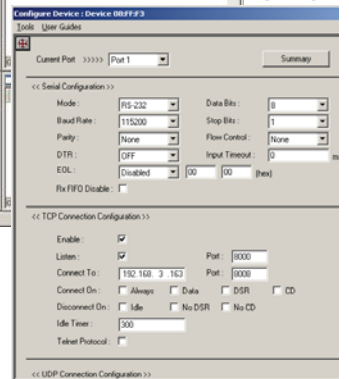 Configure Device : Device 08:FF:F3
Tools User Guides
Current Port >>>>> Port 1 Summary
<< Serial Configuration >>
Mode : RS-232 Data Bits : 8
Baud Rate : 115200 Stop Bits : 1
Parity : None Flow Control : None
DTR : OFF Input Timeout : 0
EOL : Disabled 00 00 (hex)
Rx FIFO Disable :
<< TCP Connection Configuration >>
Enable :
Listen : Port : 8000
Connect To : 192.168. 3 .163 Port : 8008
Connect On : Always Data DSR CD
Disconnect On : Idle No DSR No CD
Idle Timer : 300
Telnet Protocol :
<< UDP Connection Configuration >>